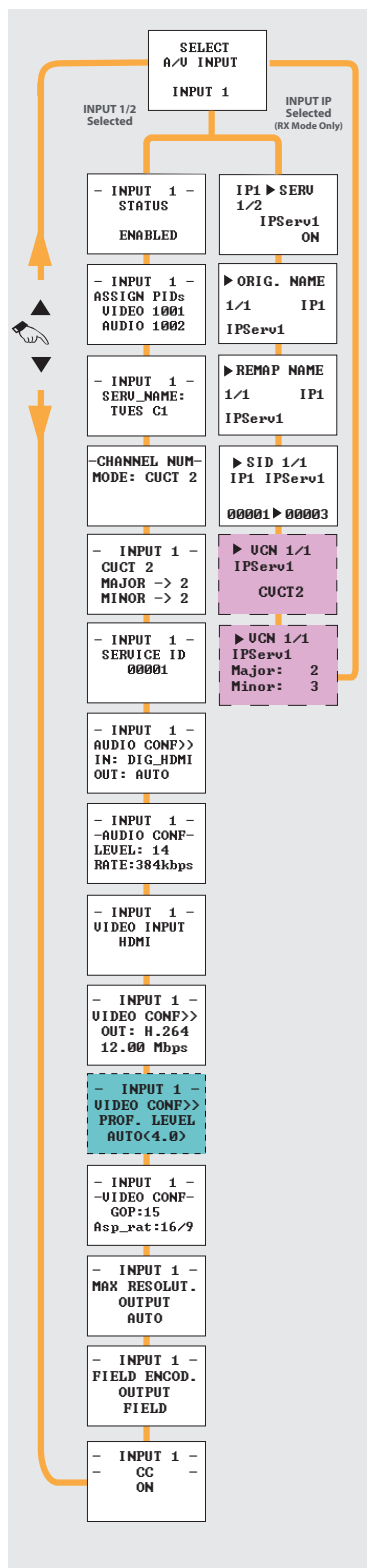 SELECT
A/V INPUT
INPUT 1
INPUT 1/2
Selected
INPUT IP
Selected
(RX Mode Only)
- INPUT 1 -
STATUS
ENABLED
- INPUT 1 -
ASSIGN PIDs
VIDEO 1001
AUDIO 1002
- INPUT 1 -
SERV_NAME:
TVES C1
-CHANNEL NUM-
MODE: CUCT 2
- INPUT 1 -
CUCT 2
MAJOR -> 2
MINOR -> 2
- INPUT 1 -
SERVICE ID
00001
- INPUT 1 -
AUDIO CONF>>
IN: DIG_HDMI
OUT: AUTO
- INPUT 1 -
-AUDIO CONF-
LEVEL: 14
RATE:384kbps
- INPUT 1 -
VIDEO INPUT
HDMI
- INPUT 1 -
VIDEO CONF>>
OUT: H.264
12.00 Mbps
- INPUT 1 -
VIDEO CONF>>
PROF. LEVEL
AUTO(4.0)
- INPUT 1 -
-VIDEO CONF-
GOP:15
Asp_rat:16/9
- INPUT 1 -
MAX RESOLUT.
OUTPUT
AUTO
- INPUT 1 -
FIELD ENCOD.
OUTPUT
FIELD
- INPUT 1 -
- CC -
ON
IP1 ▶ SERV
1/2
IPServ1
ON
▶ ORIG. NAME
1/1 IP1
IPServ1
▶ REMAP NAME
1/1 IP1
IPServ1
▶ SID 1/1
IP1 IPServ1
00001 ▶ 00003
▶ VCN 1/1
IPServ1
CVCT2
▶ VCN 1/1
IPServ1
Major: 2
Minor: 3